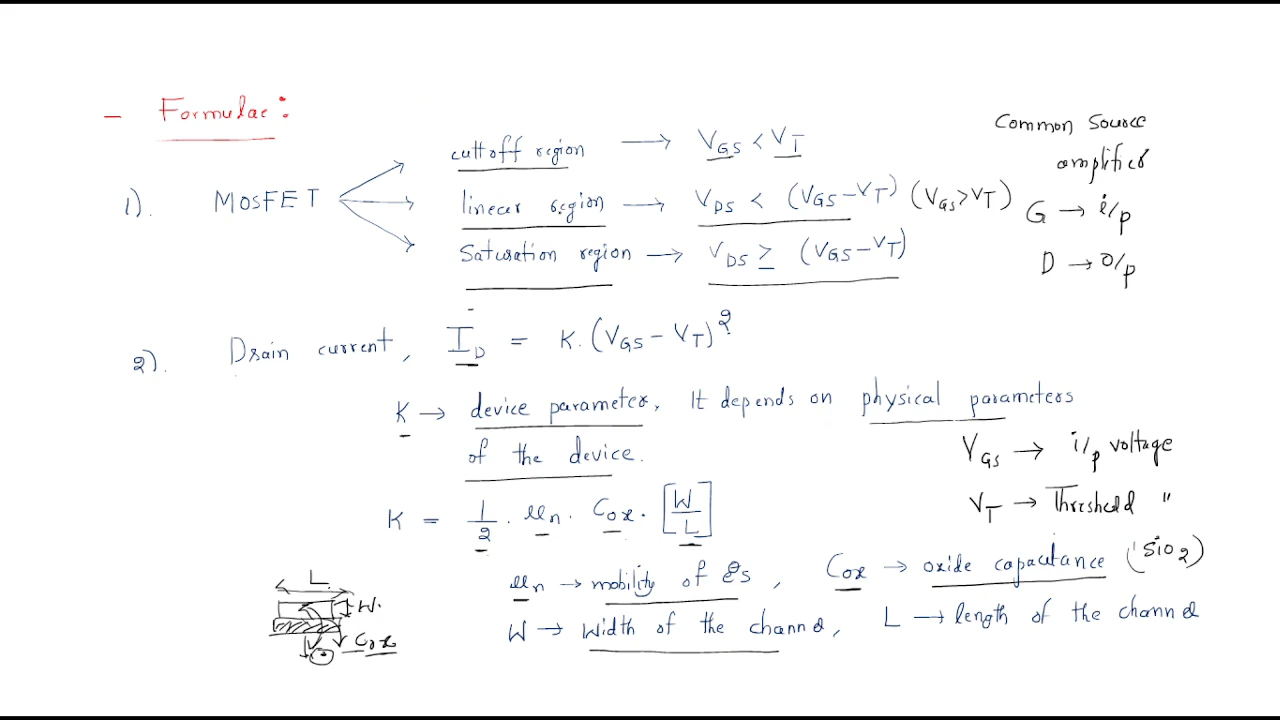 - Formulae:
Common Source
amplifier
G → i/p
D → o/p
1). MOSFET
cuttoff region → VGS < VT
linear region → VDS < (VGS-VT) (VGS>VT)
Saturation region → VDS ≥ (VGS-VT)
2). Drain current, ID = K.(VGS - VT)²
K → device parameter, It depends on physical parameters
of the device.
VGS → i/p voltage
VT → Threshold "
K = 1/2 . μn . Cox . [W/L]
μn → mobility of e̅s, Cox → oxide capacitance (SiO2)
W → width of the channel, L → length of the channel
L
W.
Cox